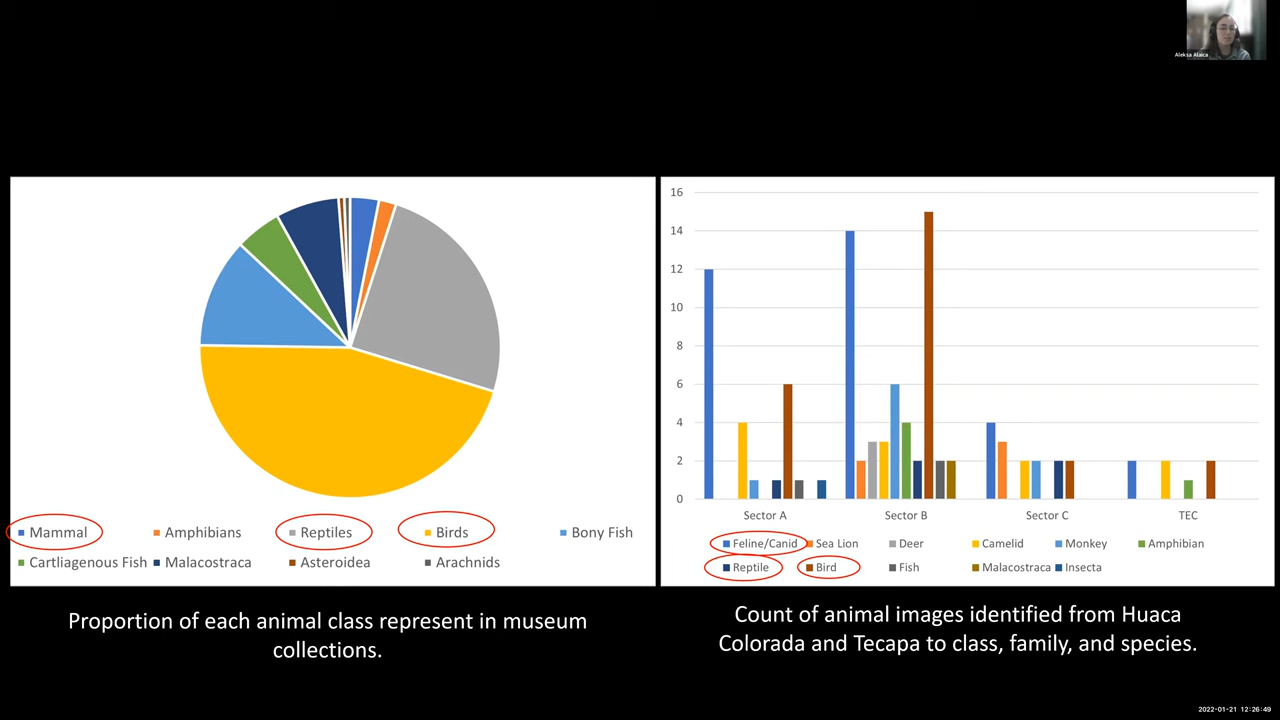 Aleksa Alaica
Mammal
Amphibians
Reptiles
Birds
Bony Fish
Cartliagenous Fish
Malacostraca
Asteroidea
Arachnids
Proportion of each animal class represent in museum
collections.
16
14
12
10
8
6
4
2
0
Sector A
Sector B
Sector C
TEC
Feline/Canid
Sea Lion
Deer
Camelid
Monkey
Amphibian
Reptile
Bird
Fish
Malacostraca
Insecta
Count of animal images identified from Huaca
Colorada and Tecapa to class, family, and species.
2022-01-21 12:26:49